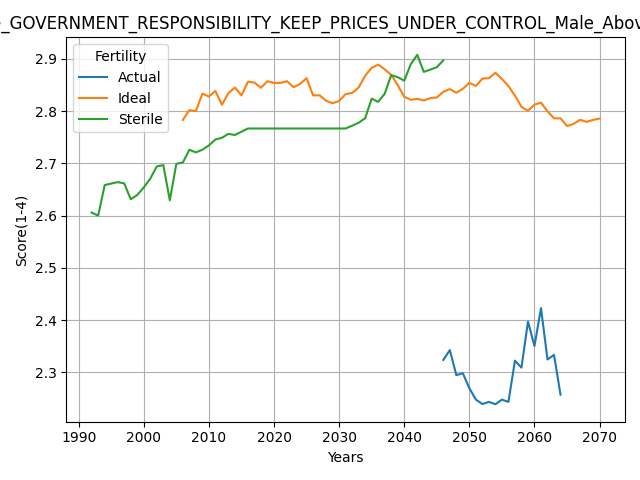 _GOVERNMENT_RESPONSIBILITY_KEEP_PRICES_UNDER_CONTROL_Male_Abov
Fertility
Actual
Ideal
Sterile
Score(1-4)
2.9
2.8
2.7
2.6
2.5
2.4
2.3
1990 2000 2010 2020 2030 2040 2050 2060 2070
Years